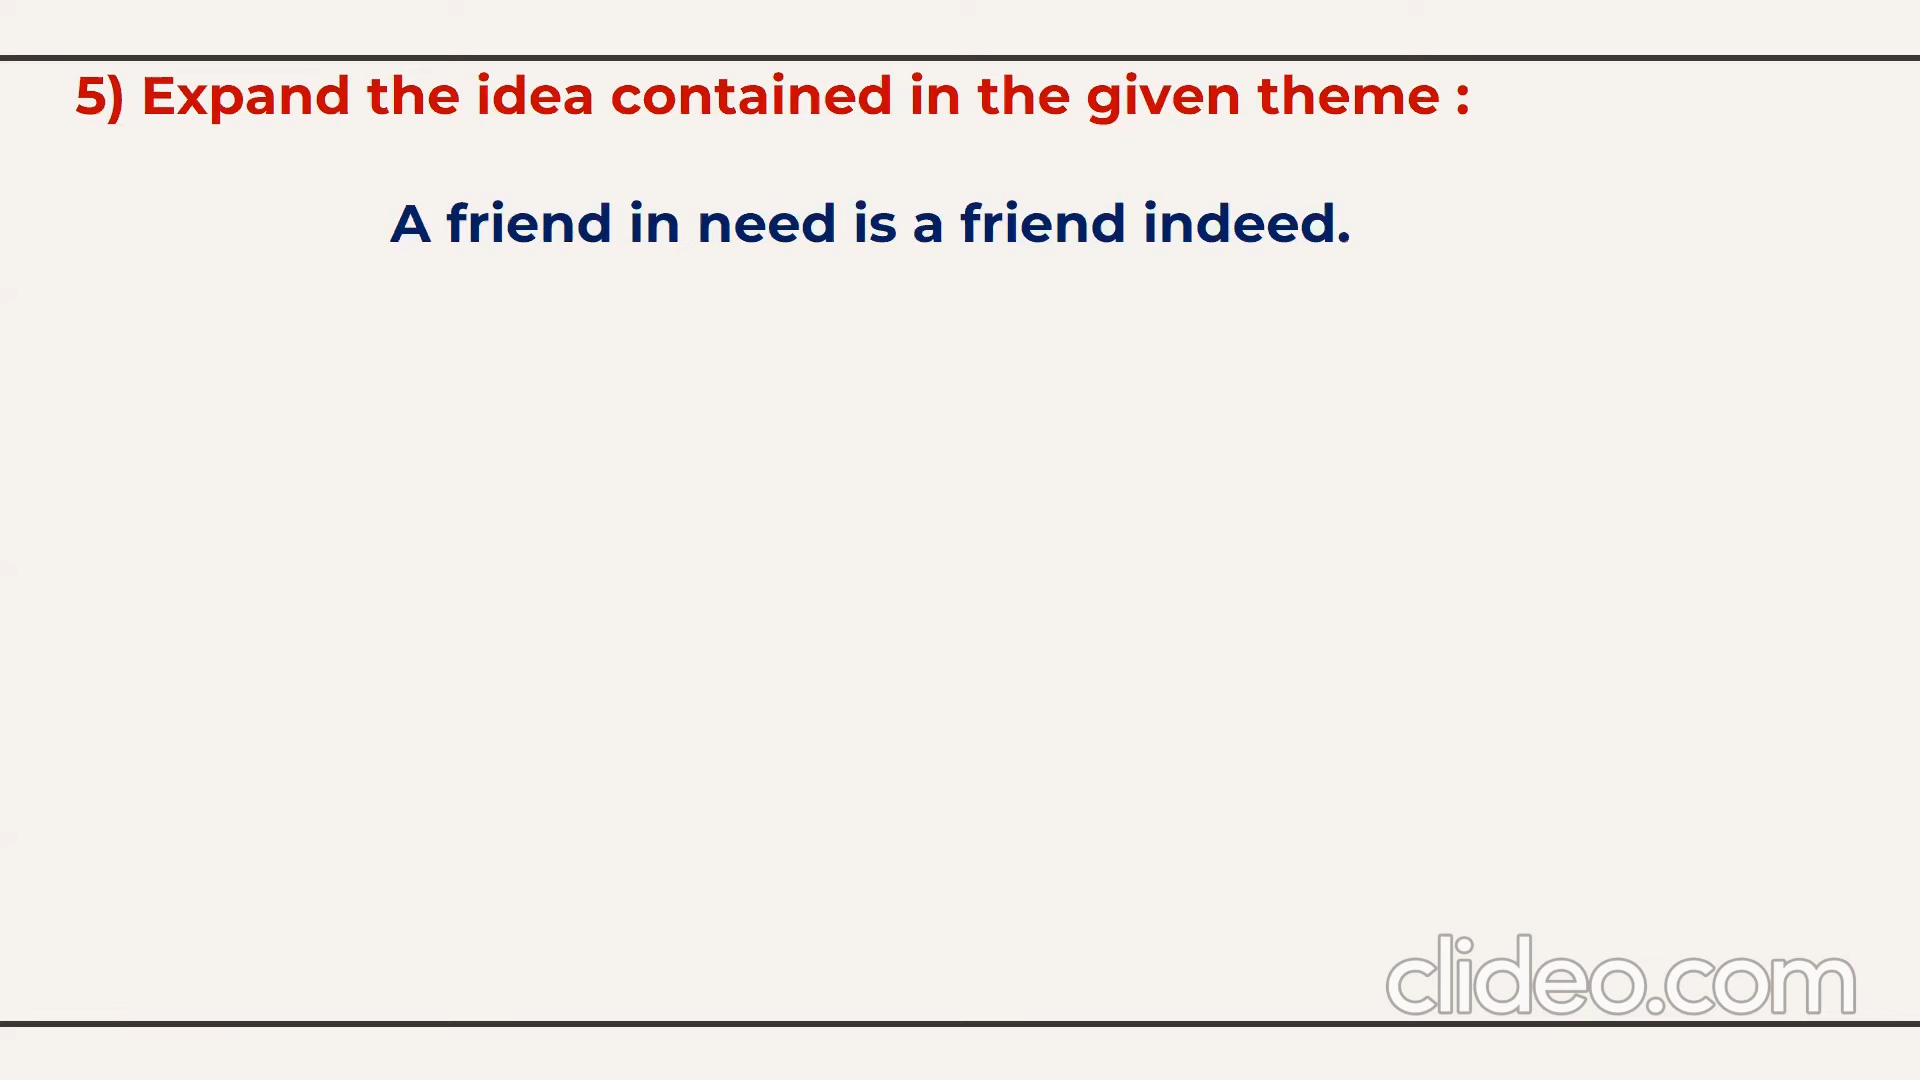 5) Expand the idea contained in the given theme :
A friend in need is a friend indeed.
clideo.com